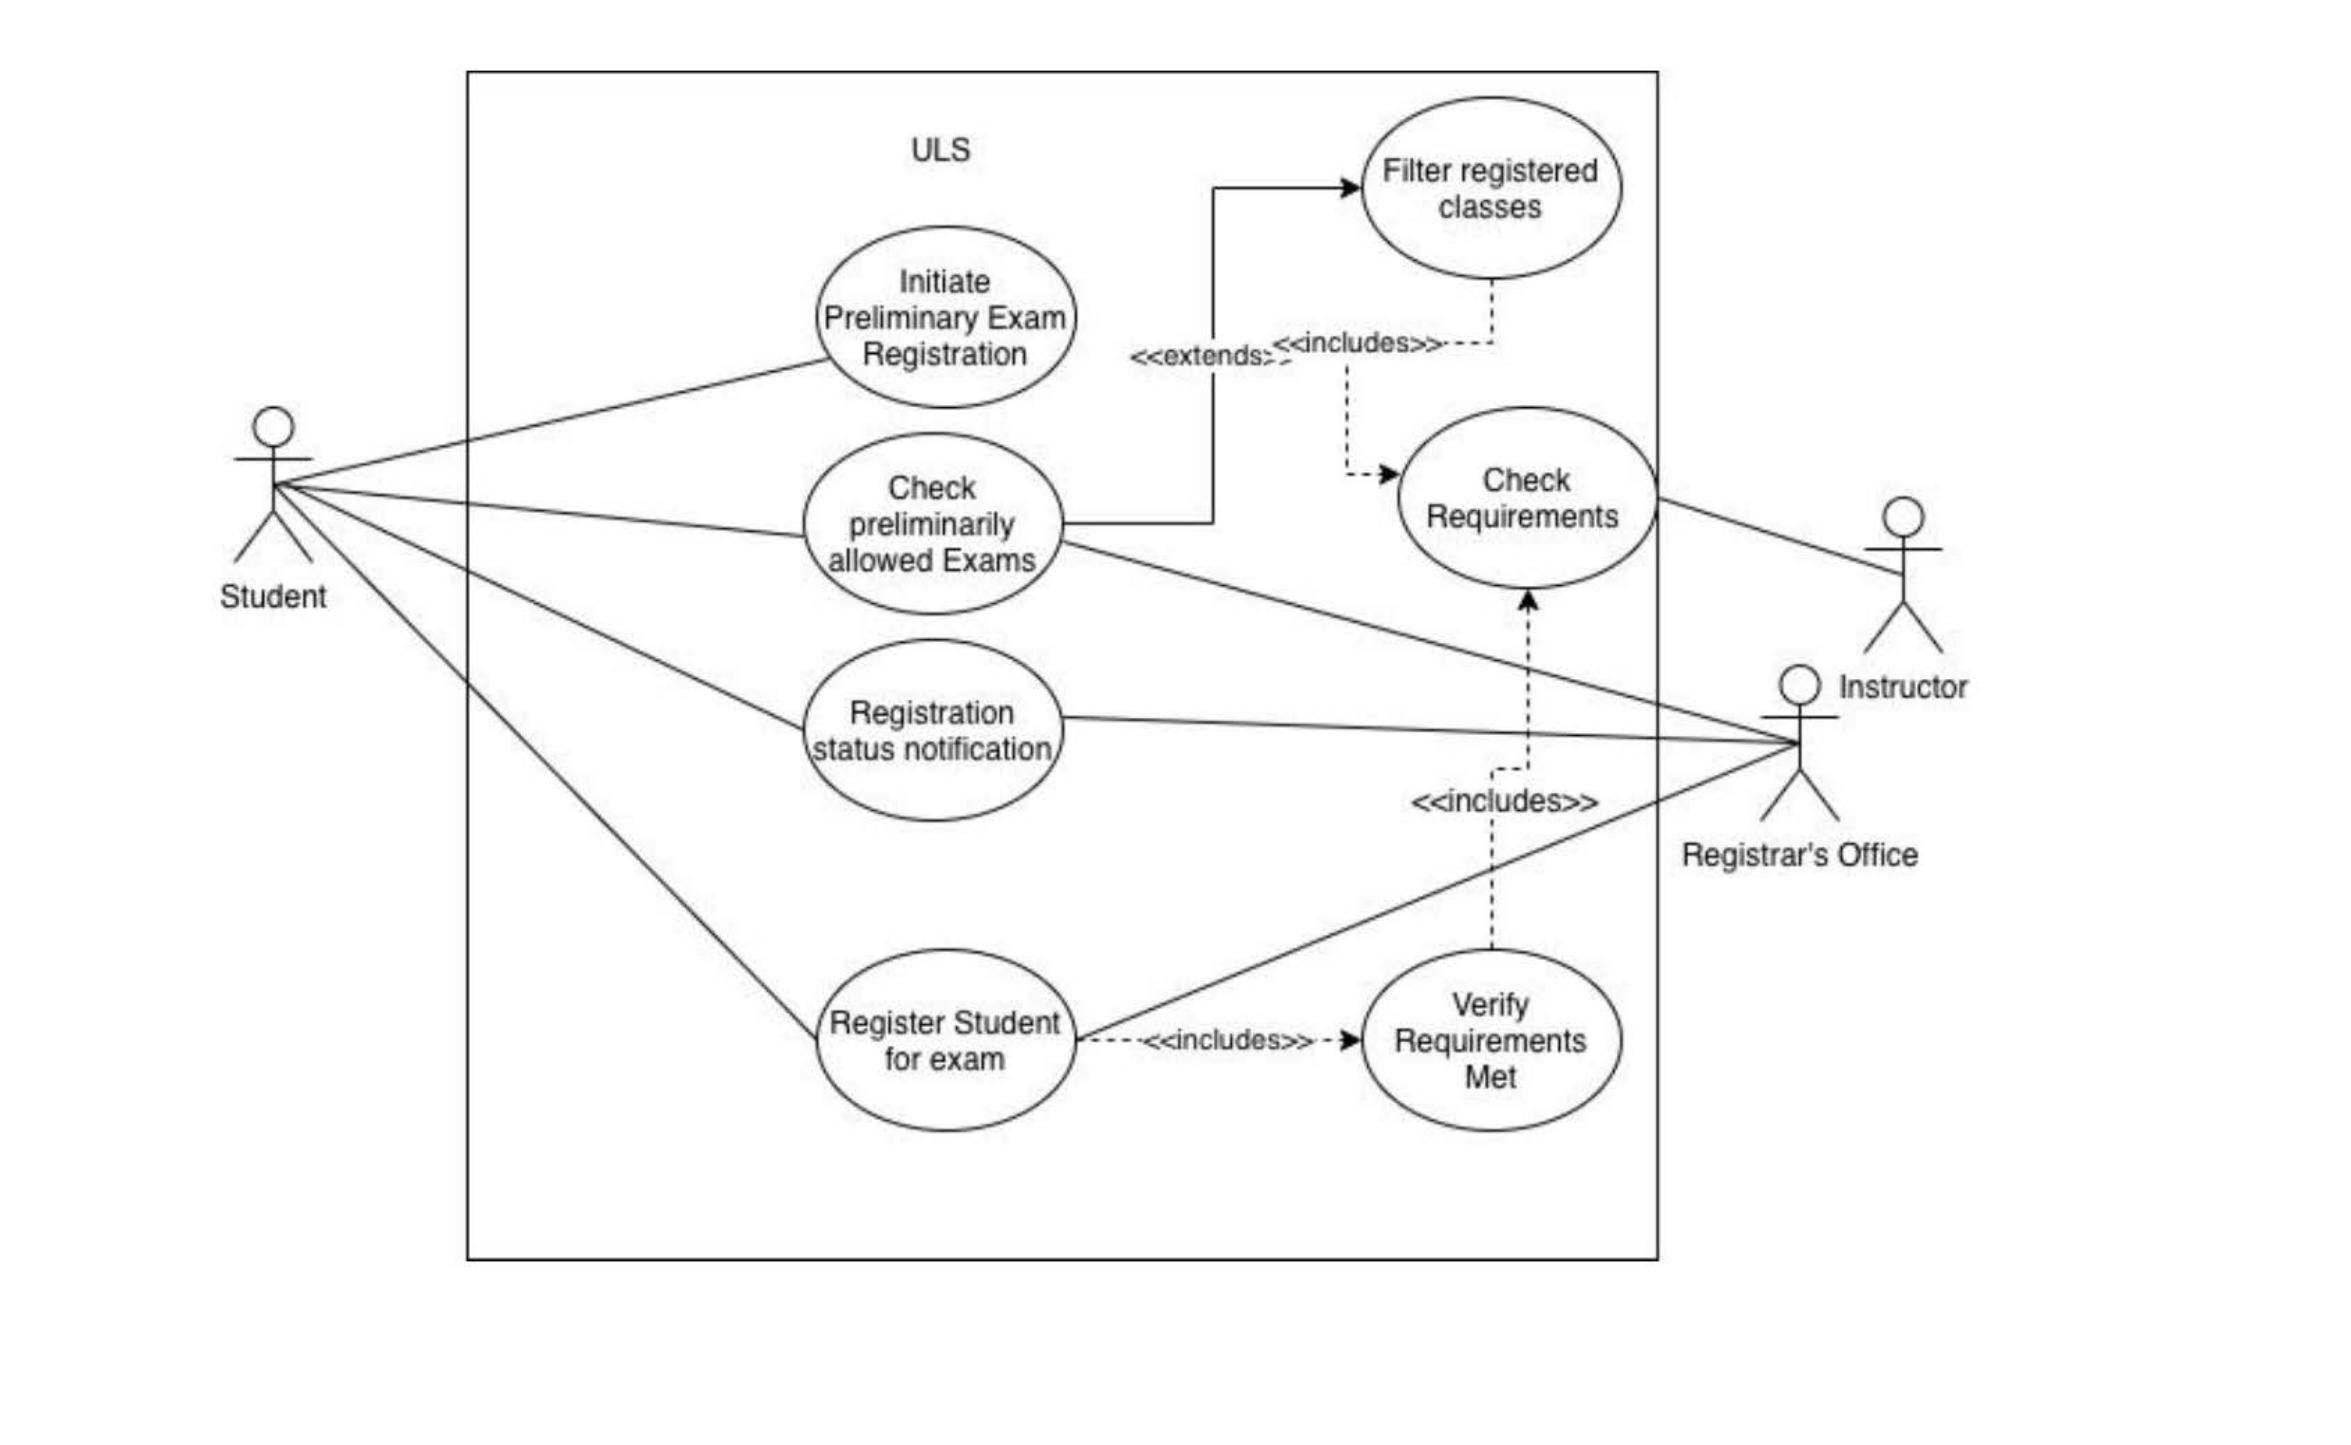 ULS
Filter registered
classes
Initiate
Preliminary Exam
Registration
<<extends>>
<<includes>>
Check
preliminarily
allowed Exams
Check
Requirements
Student
Instructor
Registration
status notification
<<includes>>
Registrar's Office
Register Student
for exam
<<includes>>
Verify
Requirements
Met